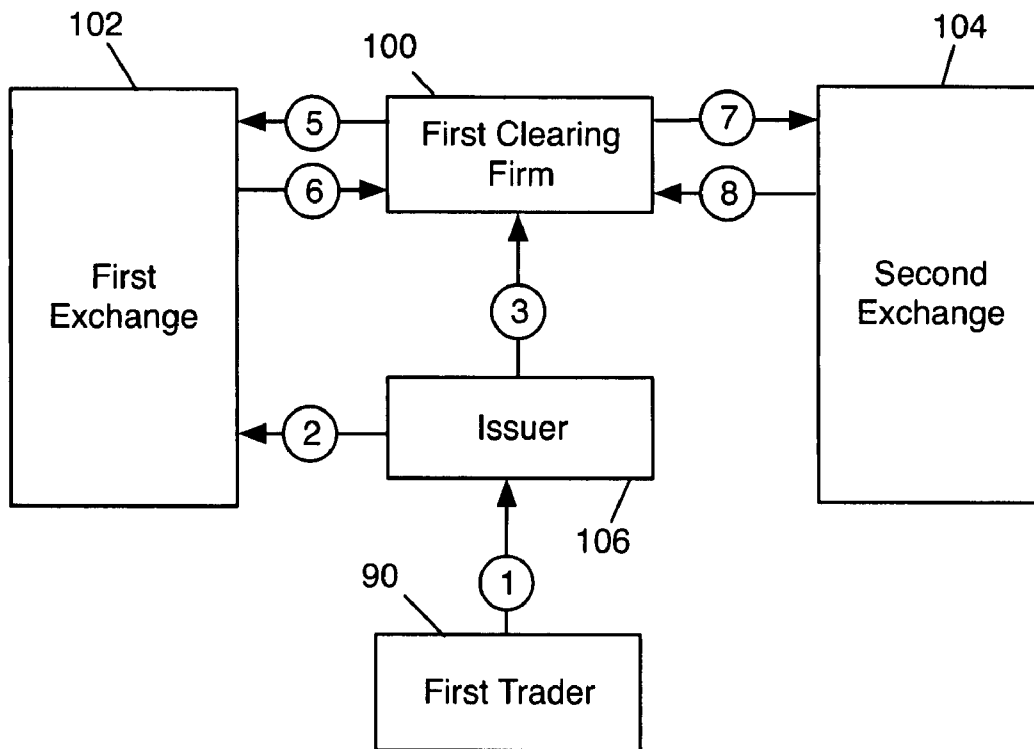 102
100
104
5
First Clearing
Firm
7
6
8
First
Exchange
Second
Exchange
3
2
Issuer
106
1
90
First Trader